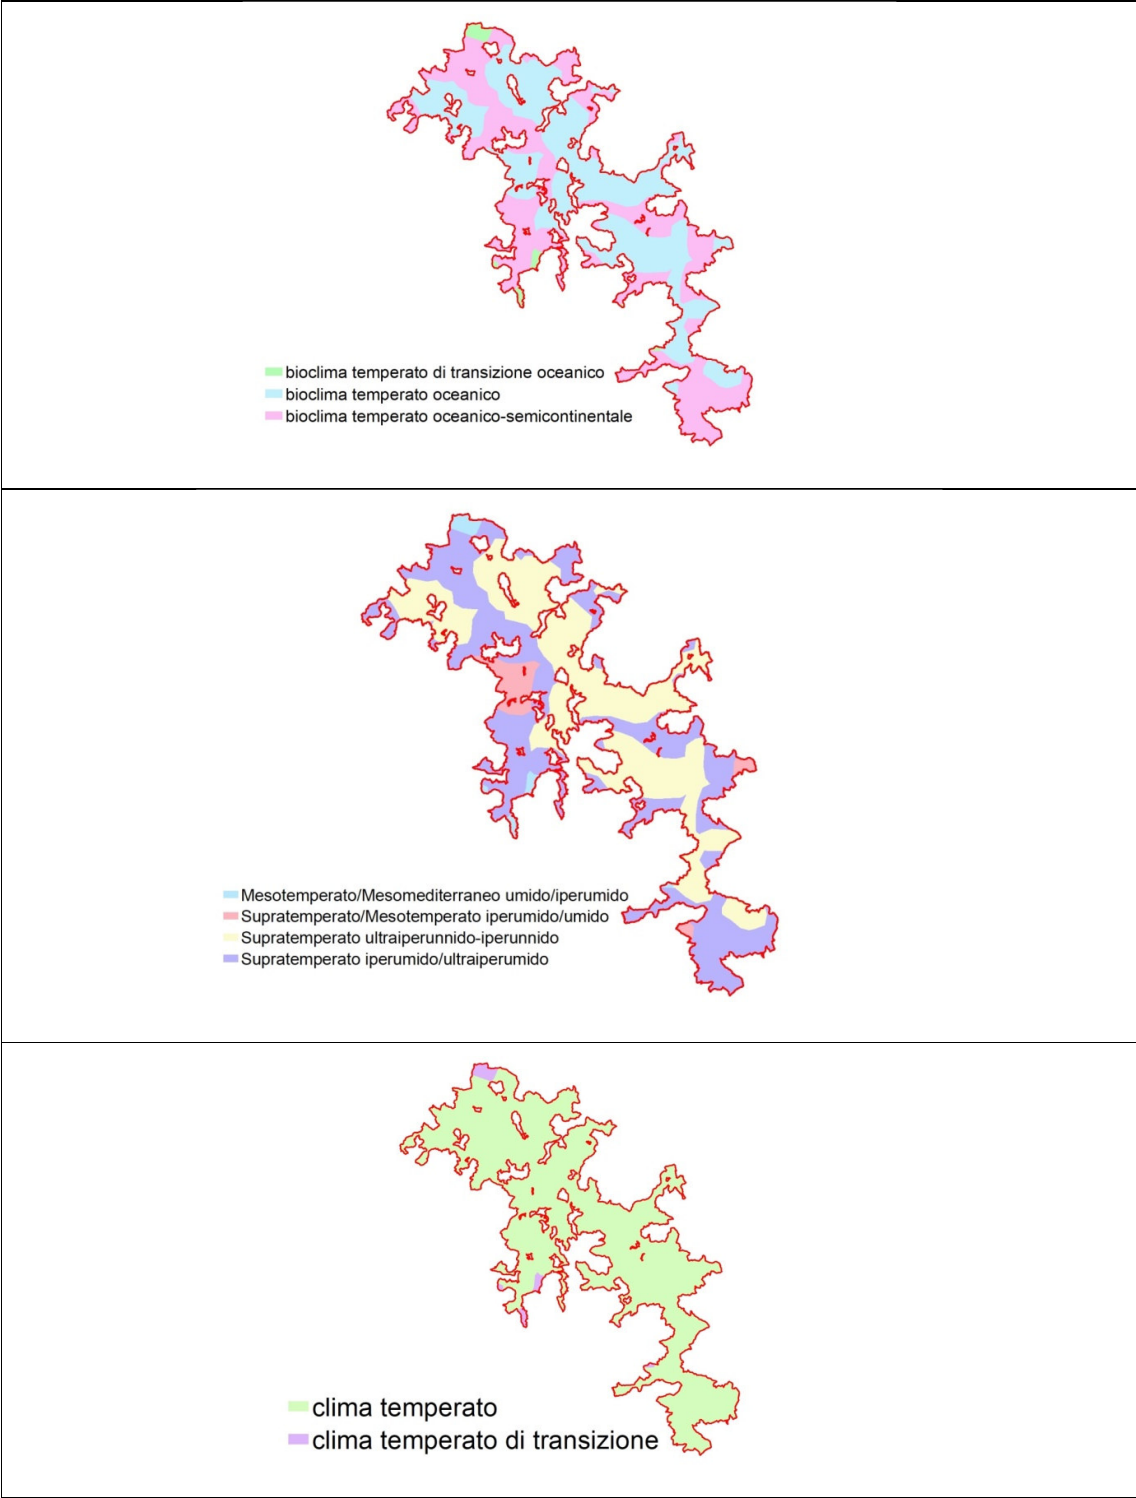 bioclima temperato di transizione oceanico
bioclima temperato oceanico
bioclima temperato oceanico-semicontinentale
Mesotemperato/Mesomediterraneo umido/iperumido
Supratemperato/Mesotemperato iperumido/umido
Supratemperato ultraiperunnido-iperunnido
Supratemperato iperumido/ultraiperumido
clima temperato
clima temperato di transizione